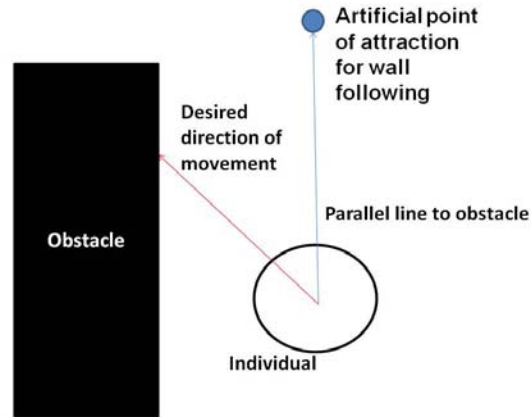 Artificial point
of attraction
for wall
following
Desired
direction of
movement
Parallel line to obstacle
Obstacle
Individual